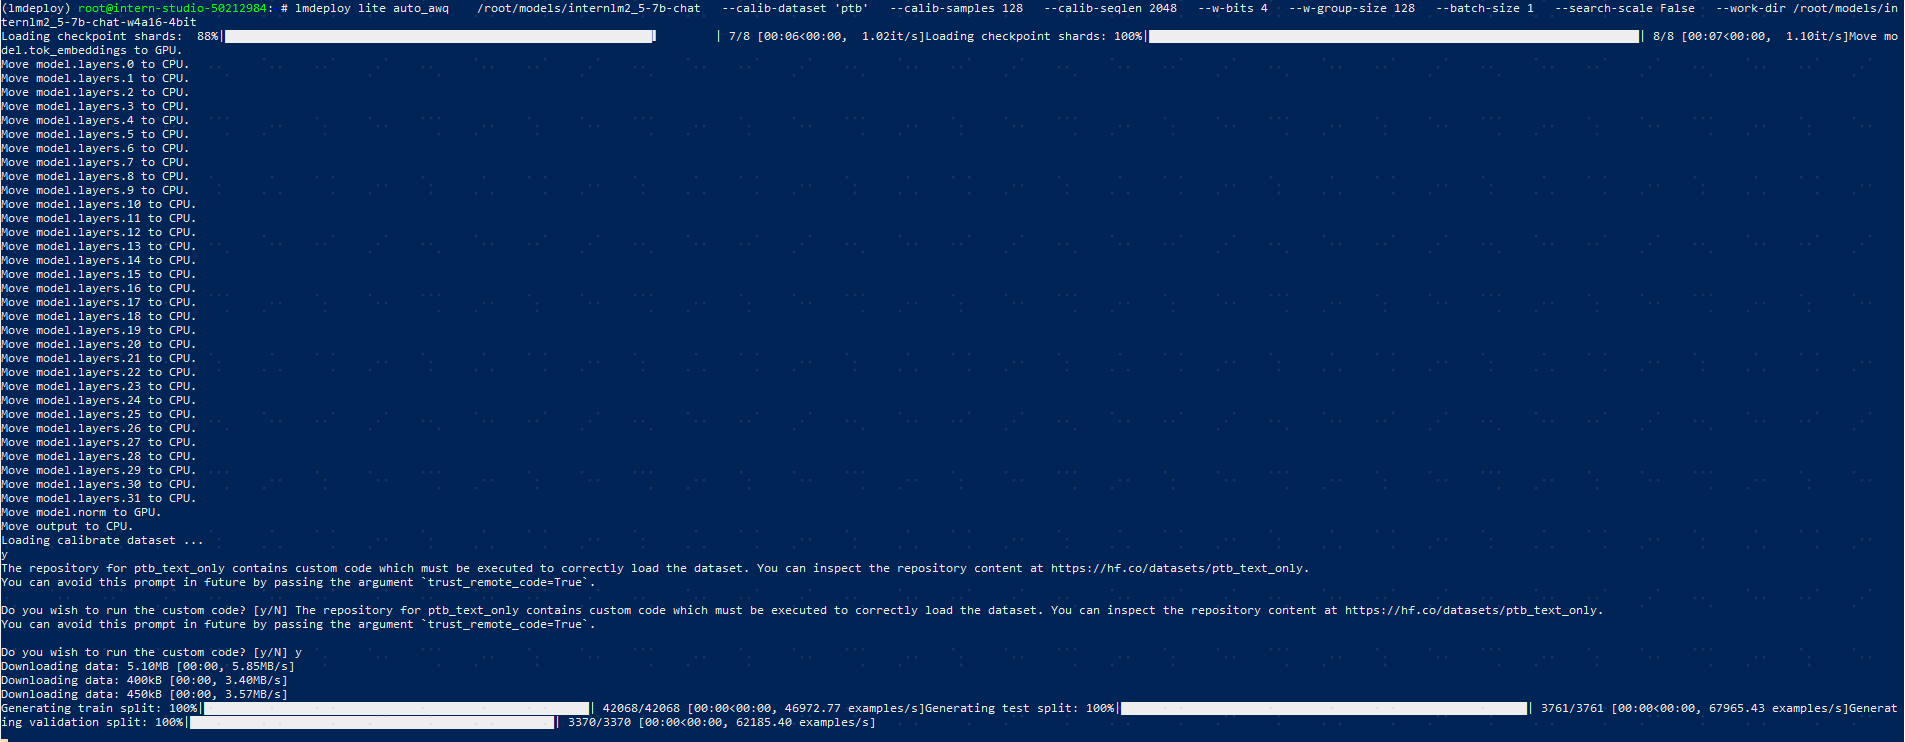 (lmdeploy) root@intern-studio-50212984: # lmdeploy lite auto_awq    /root/models/internlm2_5-7b-chat   --calib-dataset 'ptb'   --calib-samples 128   --calib-seqlen 2048   --w-bits 4   --w-group-size 128   --batch-size 1   --search-scale False   --work-dir /root/models/in
ternlm2_5-7b-chat-w4a16-4bit
Loading checkpoint shards:  88%|          | 7/8 [00:06<00:00,  1.02it/s]Loading checkpoint shards: 100%|          | 8/8 [00:07<00:00,  1.10it/s]Move mo
del.tok_embeddings to GPU.
Move model.layers.0 to CPU.
Move model.layers.1 to CPU.
Move model.layers.2 to CPU.
Move model.layers.3 to CPU.
Move model.layers.4 to CPU.
Move model.layers.5 to CPU.
Move model.layers.6 to CPU.
Move model.layers.7 to CPU.
Move model.layers.8 to CPU.
Move model.layers.9 to CPU.
Move model.layers.10 to CPU.
Move model.layers.11 to CPU.
Move model.layers.12 to CPU.
Move model.layers.13 to CPU.
Move model.layers.14 to CPU.
Move model.layers.15 to CPU.
Move model.layers.16 to CPU.
Move model.layers.17 to CPU.
Move model.layers.18 to CPU.
Move model.layers.19 to CPU.
Move model.layers.20 to CPU.
Move model.layers.21 to CPU.
Move model.layers.22 to CPU.
Move model.layers.23 to CPU.
Move model.layers.24 to CPU.
Move model.layers.25 to CPU.
Move model.layers.26 to CPU.
Move model.layers.27 to CPU.
Move model.layers.28 to CPU.
Move model.layers.29 to CPU.
Move model.layers.30 to CPU.
Move model.layers.31 to CPU.
Move model.norm to GPU.
Move output to CPU.
Loading calibrate dataset ...
y
The repository for ptb_text_only contains custom code which must be executed to correctly load the dataset. You can inspect the repository content at https://hf.co/datasets/ptb_text_only.
You can avoid this prompt in future by passing the argument `trust_remote_code=True`.

Do you wish to run the custom code? [y/N] The repository for ptb_text_only contains custom code which must be executed to correctly load the dataset. You can inspect the repository content at https://hf.co/datasets/ptb_text_only.
You can avoid this prompt in future by passing the argument `trust_remote_code=True`.

Do you wish to run the custom code? [y/N] y
Downloading data: 5.10MB [00:00, 5.85MB/s]
Downloading data: 400kB [00:00, 3.40MB/s]
Downloading data: 450kB [00:00, 3.57MB/s]
Generating train split: 100%|          | 42068/42068 [00:00<00:00, 46972.77 examples/s]Generating test split: 100%|          | 3761/3761 [00:00<00:00, 67965.43 examples/s]Generat
ing validation split: 100%|          | 3370/3370 [00:00<00:00, 62185.40 examples/s]